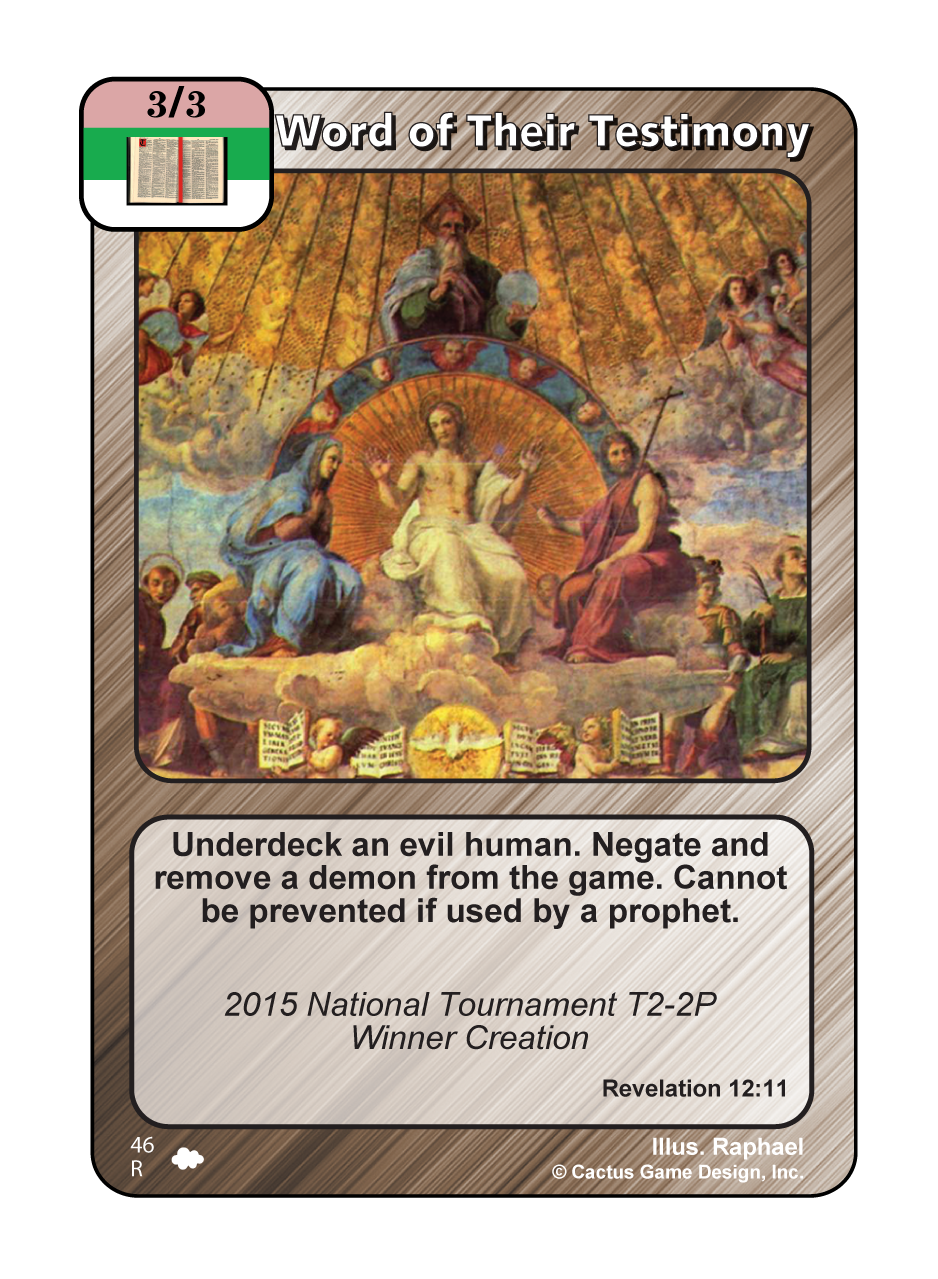 3/3
Word of Their Testimony
Underdeck an evil human. Negate and
remove a demon from the game. Cannot
be prevented if used by a prophet.
2015 National Tournament T2-2P
Winner Creation
Revelation 12:11
46
R
Illus. Raphael
© Cactus Game Design, Inc.